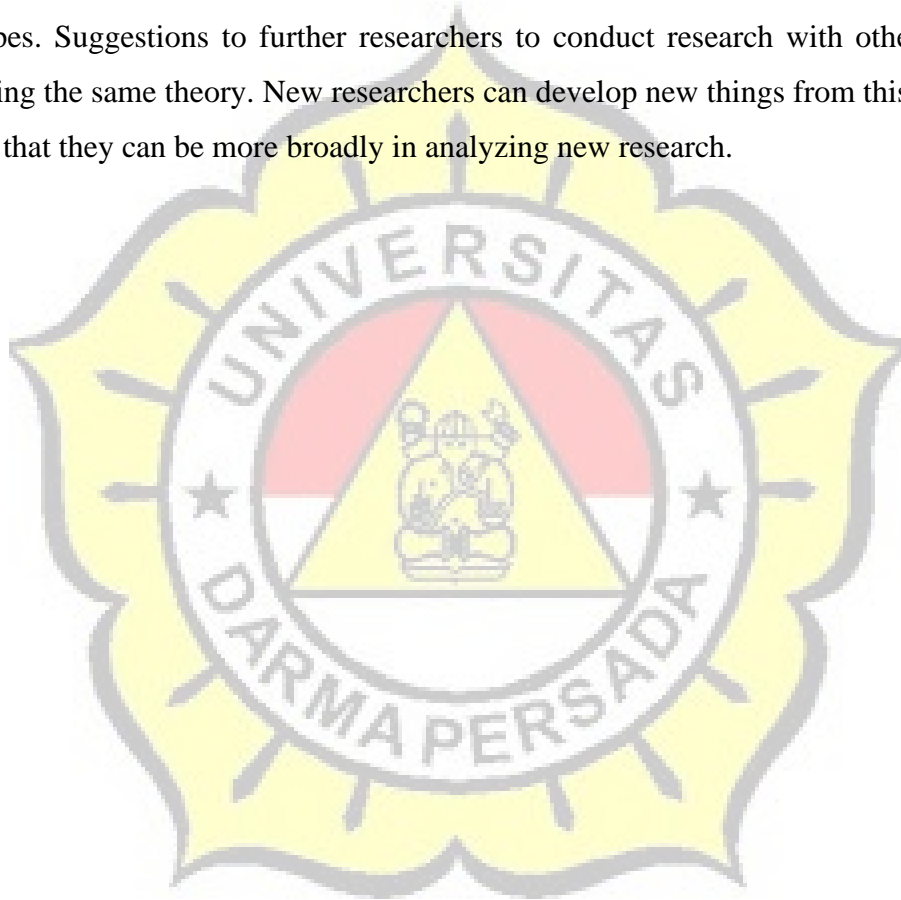 pes. Suggestions to further researchers to conduct research with othe
ing the same theory. New researchers can develop new things from this
that they can be more broadly in analyzing new research.
UNIVERSITAS
DARMA PERSADA